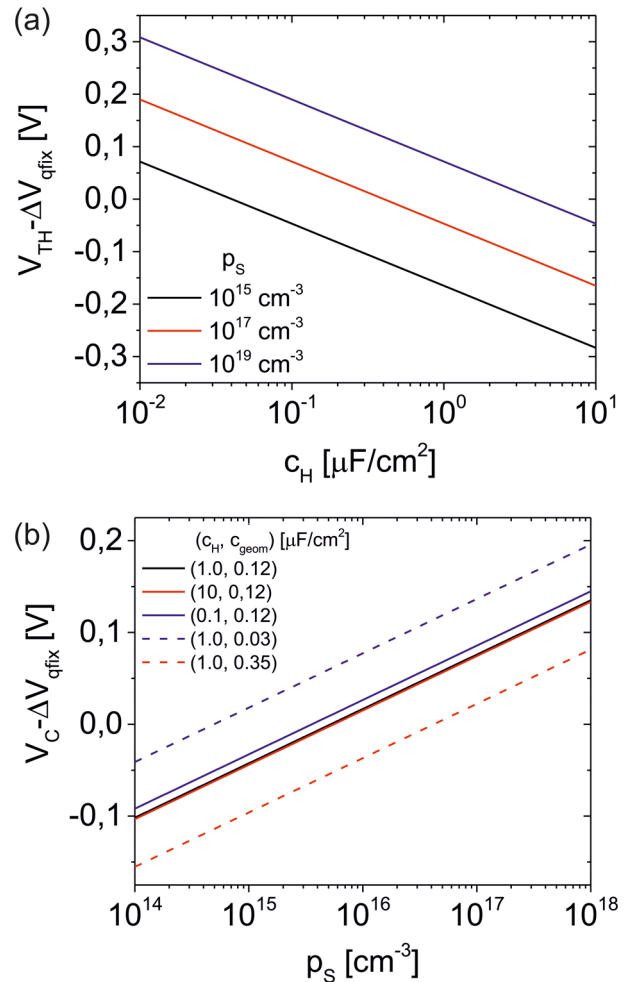 (a)
0,3
0,2
0,1
0,0
-0,1
-0,2
-0,3
V_TH-ΔV_qfix [V]
p_S
10^15 cm^-3
10^17 cm^-3
10^19 cm^-3
10^-2 10^-1 10^0 10^1
c_H [μF/cm^2]
(b)
0,2
0,1
0,0
-0,1
V_C-ΔV_qfix [V]
(c_H, c_geom) [μF/cm^2]
(1.0, 0.12)
(10, 0,12)
(0.1, 0.12)
(1.0, 0.03)
(1.0, 0.35)
10^14 10^15 10^16 10^17 10^18
p_S [cm^-3]